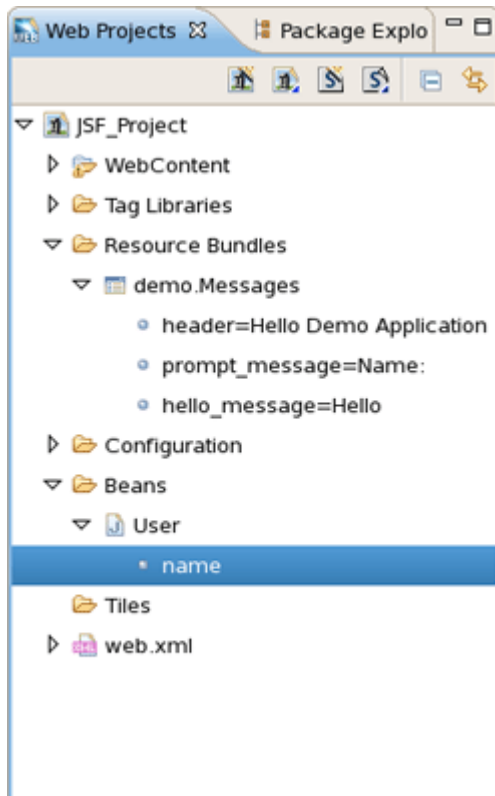 Web Projects Package Explo
JSF_Project
WebContent
Tag Libraries
Resource Bundles
demo.Messages
header=Hello Demo Application
prompt_message=Name:
hello_message=Hello
Configuration
Beans
User
name
Tiles
web.xml